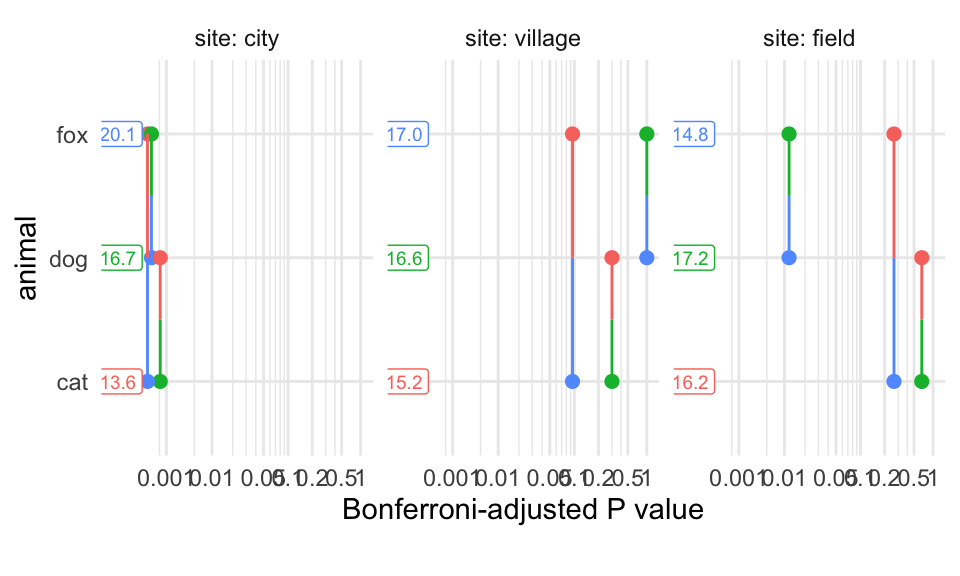 site: city site: village site: field
fox 20.1 17.0 14.8
dog 16.7 16.6 17.2
cat 13.6 15.2 16.2
0.001 0.01 0.05 0.1 0.2 0.5 1 0.001 0.01 0.05 0.1 0.2 0.5 1 0.001 0.01 0.05 0.1 0.2 0.5 1
Bonferroni-adjusted P value
animal